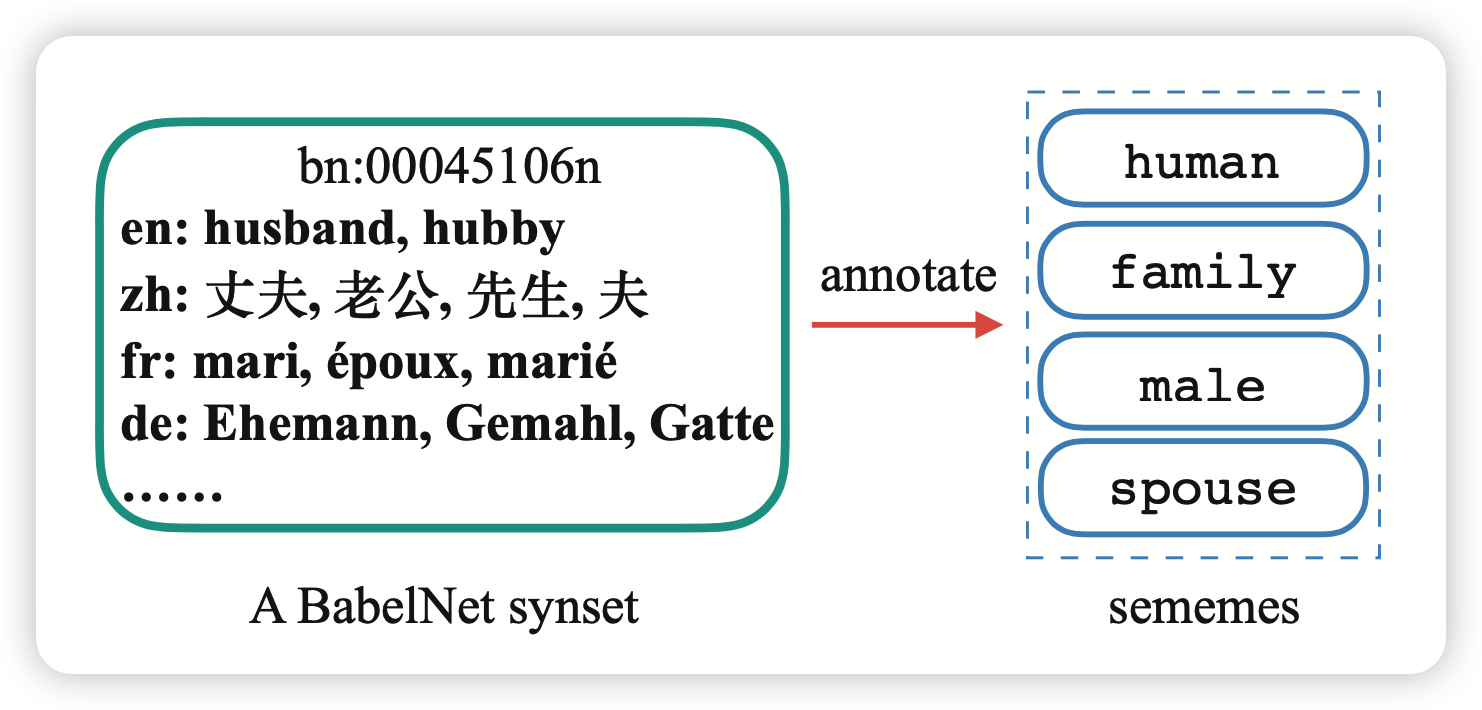 bn:00045106n
en: husband, hubby
zh: 丈夫, 老公, 先生, 夫
fr: mari, époux, marié
de: Ehemann, Gemahl, Gatte
......
A BabelNet synset
annotate
human
family
male
spouse
sememes